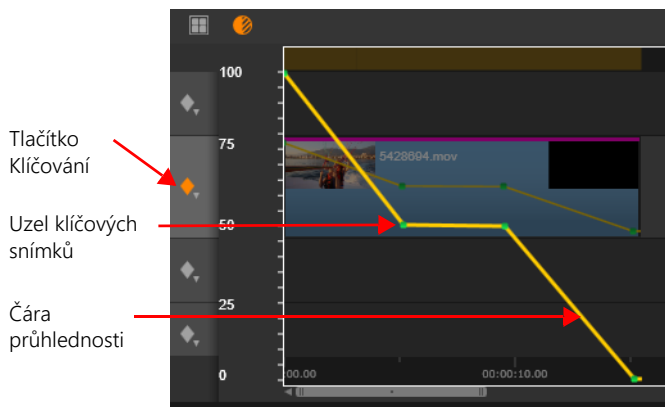 100
75
5428694.mov
Tlačítko
Klíčování
50
Uzel klíčových
snímků
25
Čára
průhlednosti
0
:00.00
00:00:10.00